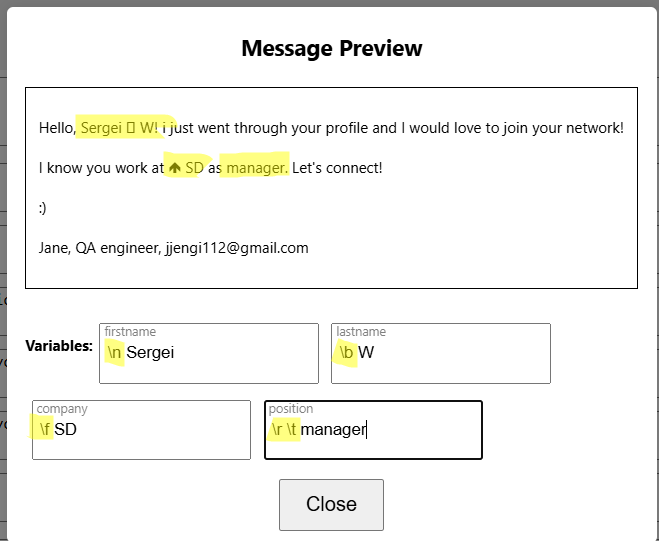 Message Preview
Hello, Sergei ▯ W! i just went through your profile and I would love to join your network!
I know you work at 🛧 SD as manager. Let's connect!
:)
Jane, QA engineer, jjengi112@gmail.com
Variables:
firstname
\n Sergei
lastname
\b W
company
\f SD
position
\r \t manager
Close